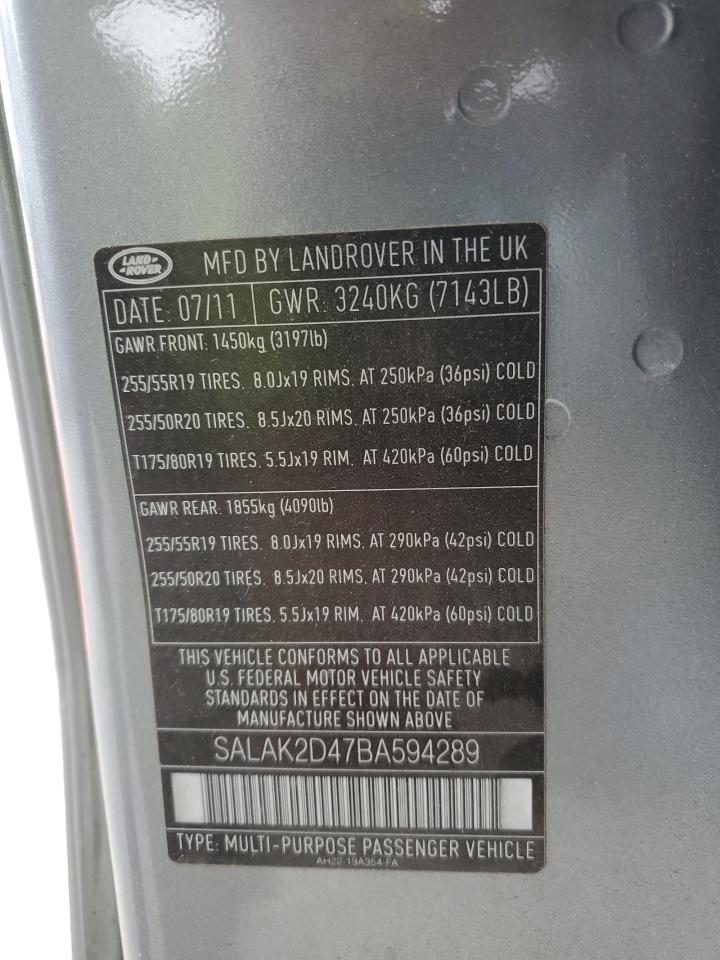 LAND-
-ROVER
MFD BY LANDROVER IN THE UK
DATE: 07/11 GWR: 3240KG (7143LB)
GAWR FRONT: 1450kg (3197lb)
255/55R19 TIRES. 8.0Jx19 RIMS. AT 250kPa (36psi) COLD
255/50R20 TIRES. 8.5Jx20 RIMS. AT 250kPa (36psi) COLD
T175/80R19 TIRES. 5.5Jx19 RIM. AT 420kPa (60psi) COLD
GAWR REAR: 1855kg (4090lb)
255/55R19 TIRES. 8.0Jx19 RIMS. AT 290kPa (42psi) COLD
255/50R20 TIRES. 8.5Jx20 RIMS. AT 290kPa (42psi) COLD
T175/80R19 TIRES. 5.5Jx19 RIM. AT 420kPa (60psi) COLD
THIS VEHICLE CONFORMS TO ALL APPLICABLE
U.S. FEDERAL MOTOR VEHICLE SAFETY
STANDARDS IN EFFECT ON THE DATE OF
MANUFACTURE SHOWN ABOVE
SALAK2D47BA594289
TYPE: MULTI-PURPOSE PASSENGER VEHICLE
AH22-19A354-FA